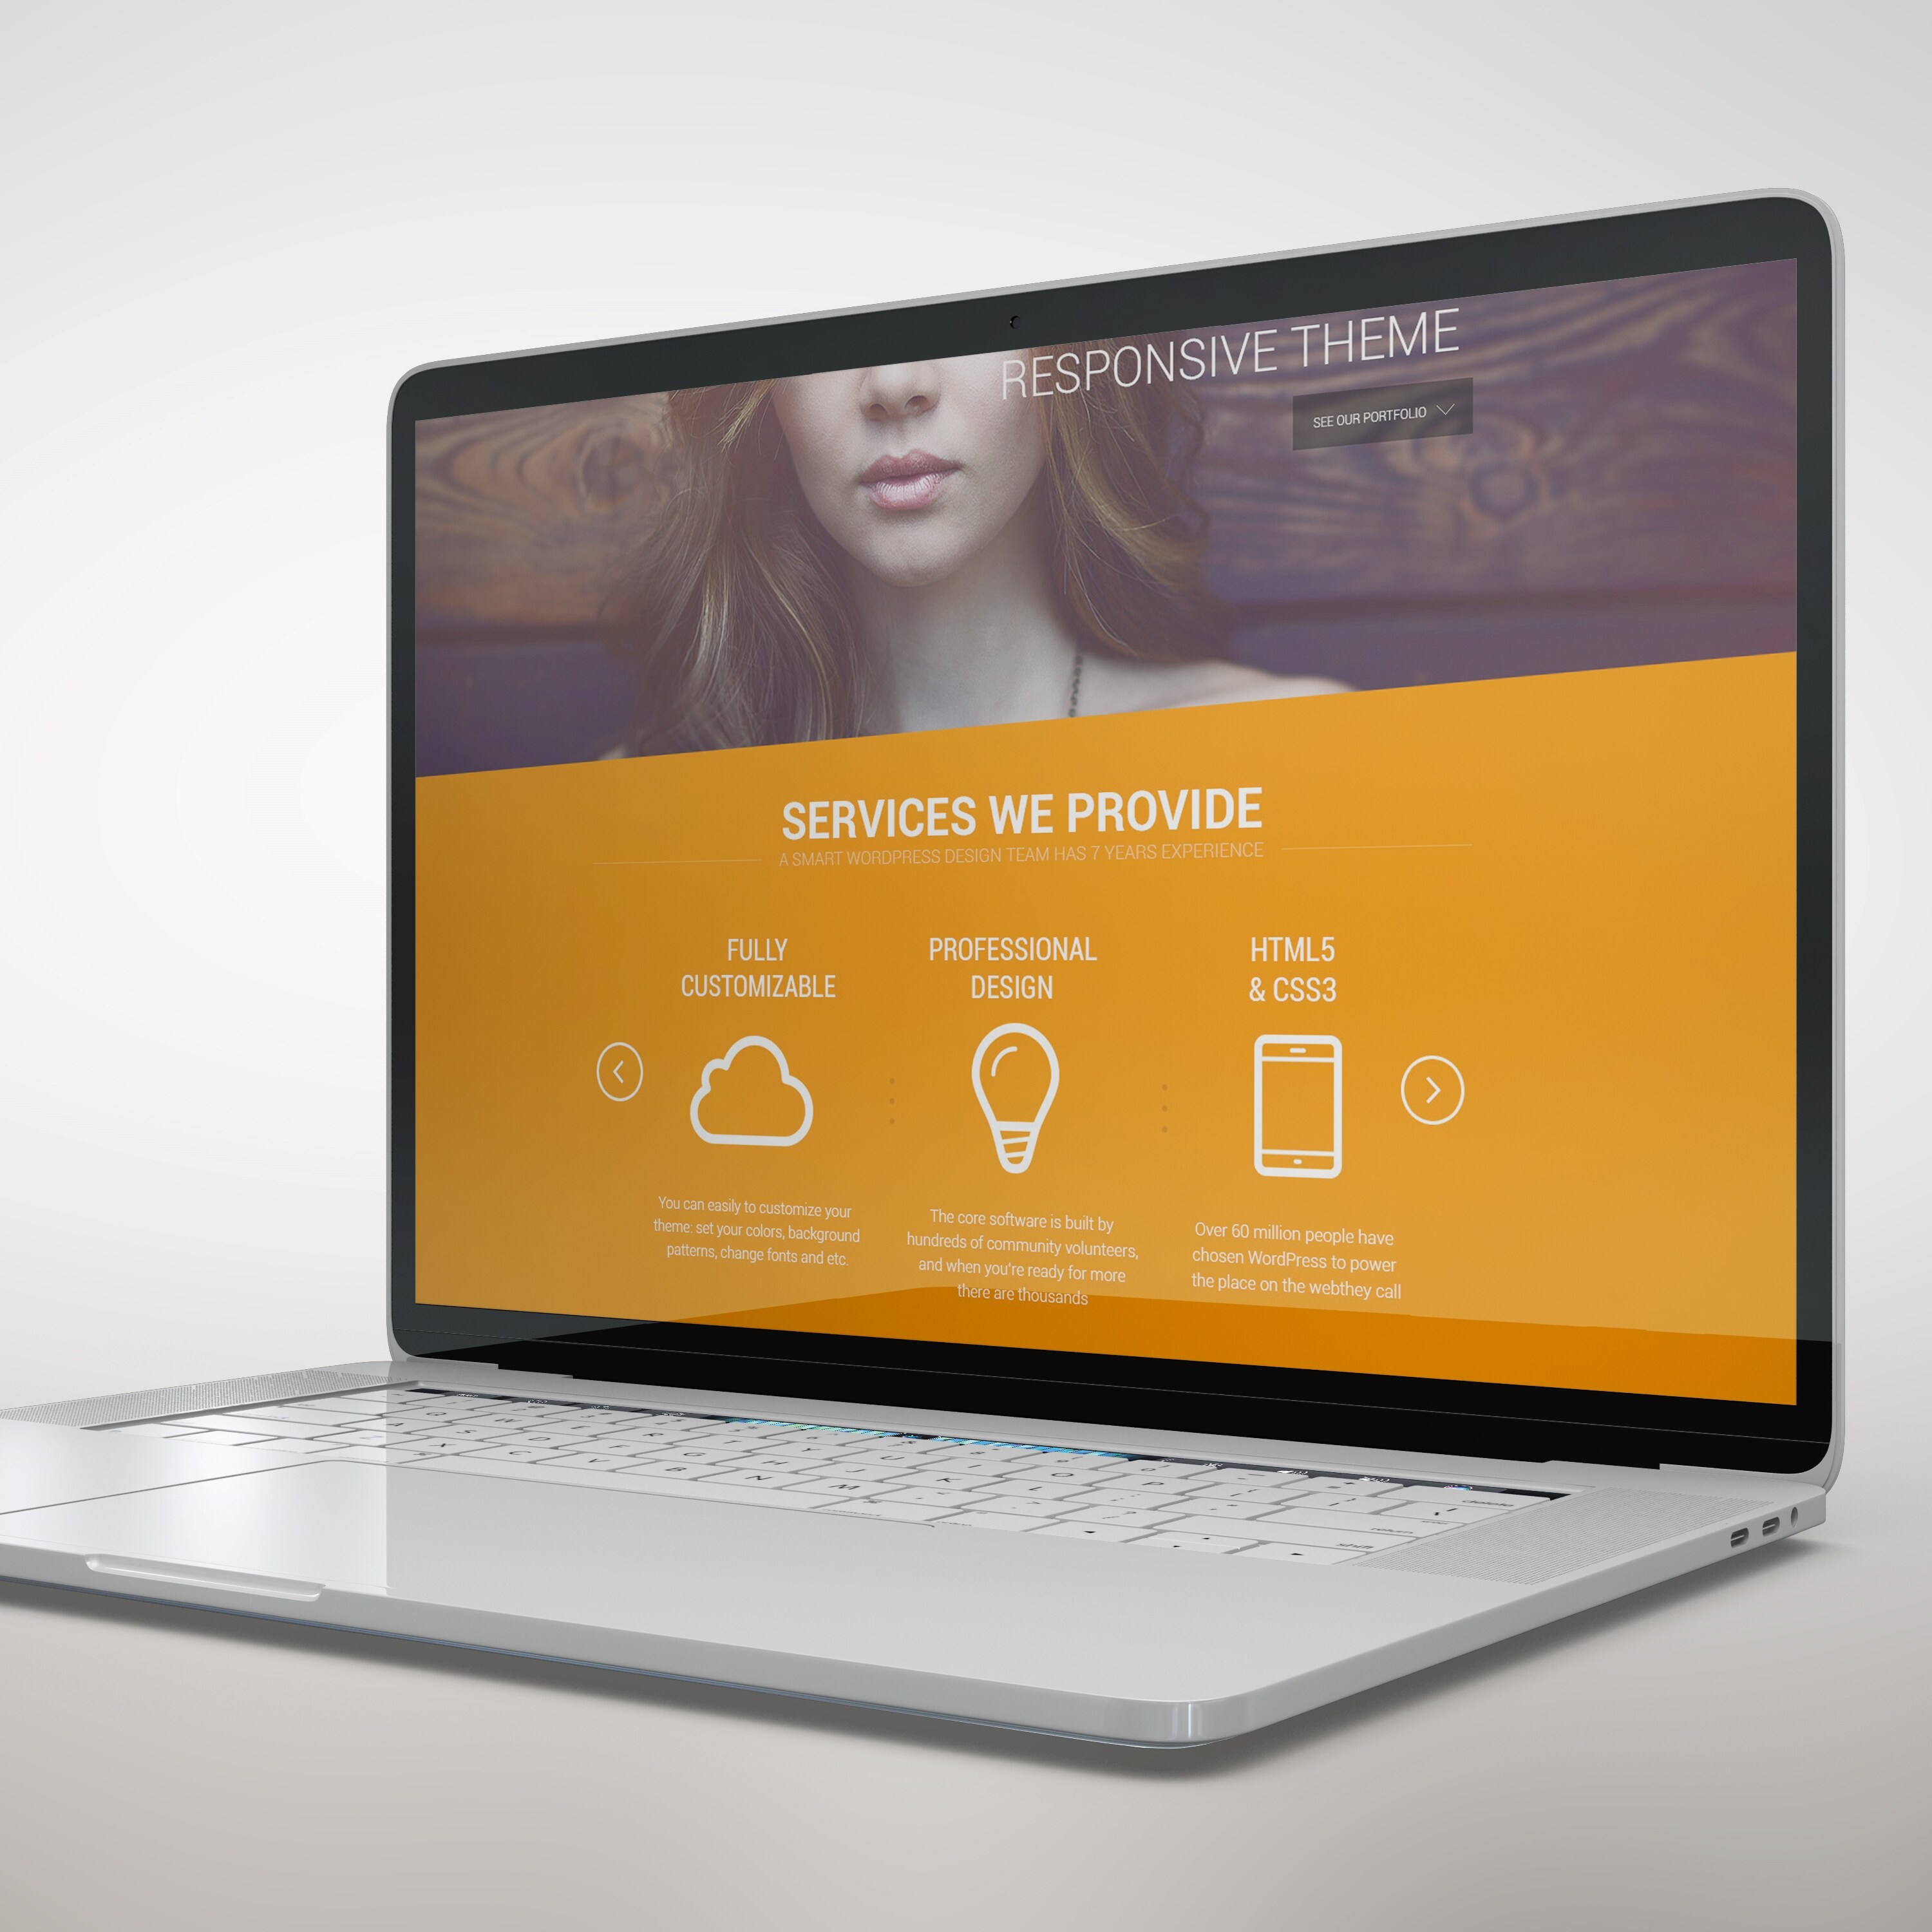 RESPONSIVE THEME
SEE OUR PORTFOLIO
SERVICES WE PROVIDE
A SMART WORDPRESS DESIGN TEAM HAS 7 YEARS EXPERIENCE
FULLY
CUSTOMIZABLE
You can easily to customize your
theme: set your colors, background
patterns, change fonts and etc.
PROFESSIONAL
DESIGN
The core software is built by
hundreds of community volunteers,
and when you're ready for more
there are thousands
HTML5
& CSS3
Over 60 million people have
chosen WordPress to power
the place on the webthey call
Q W E R T Y U I O P
A S D F G H J K L
X C V B N M
delete
return
shift